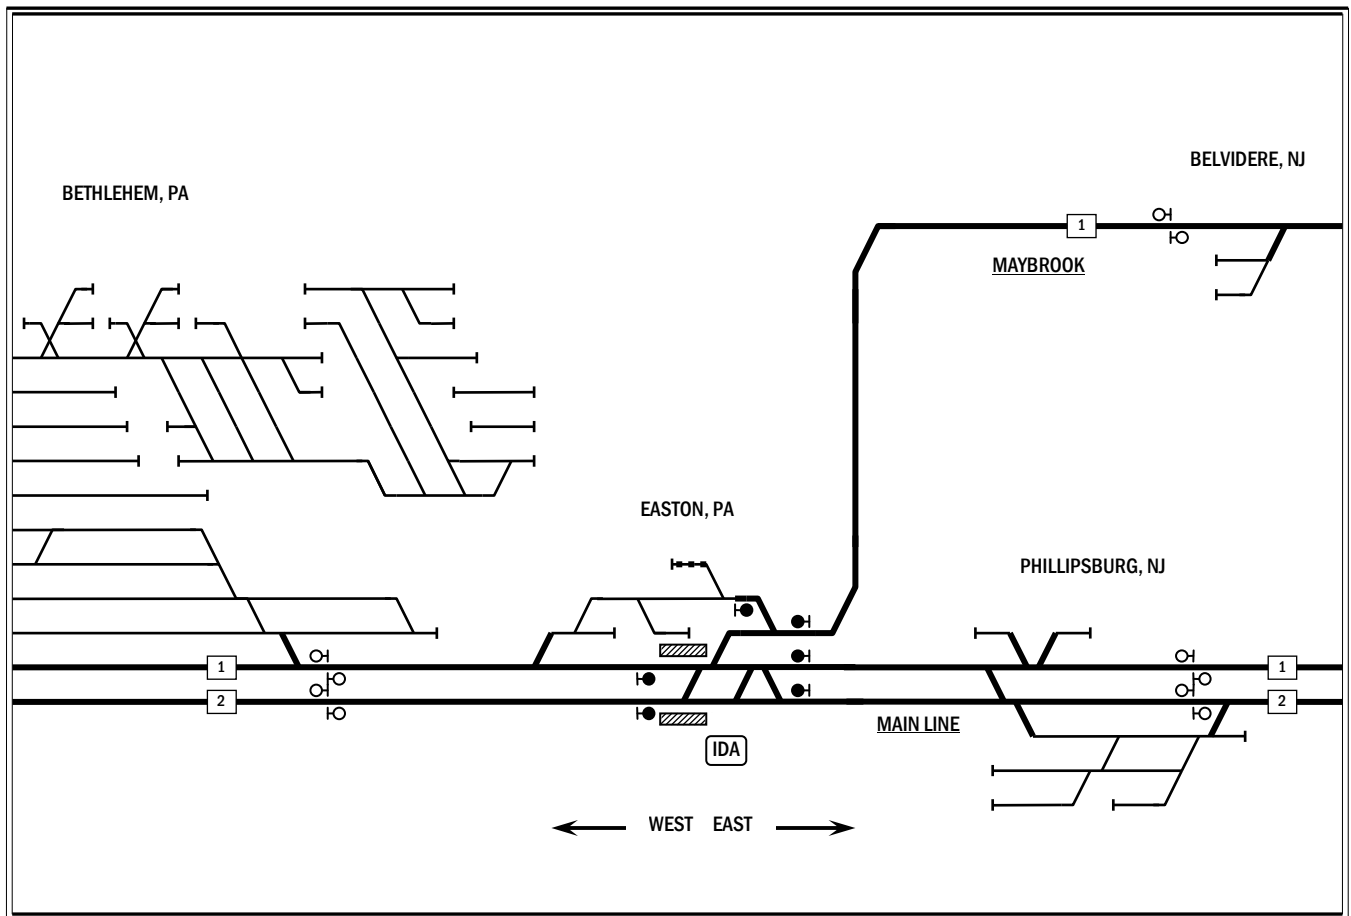 BELVIDERE, NJ
BETHLEHEM, PA
1
MAYBROOK
EASTON, PA
PHILLIPSBURG, NJ
1
1
2
2
MAIN LINE
IDA
WEST EAST